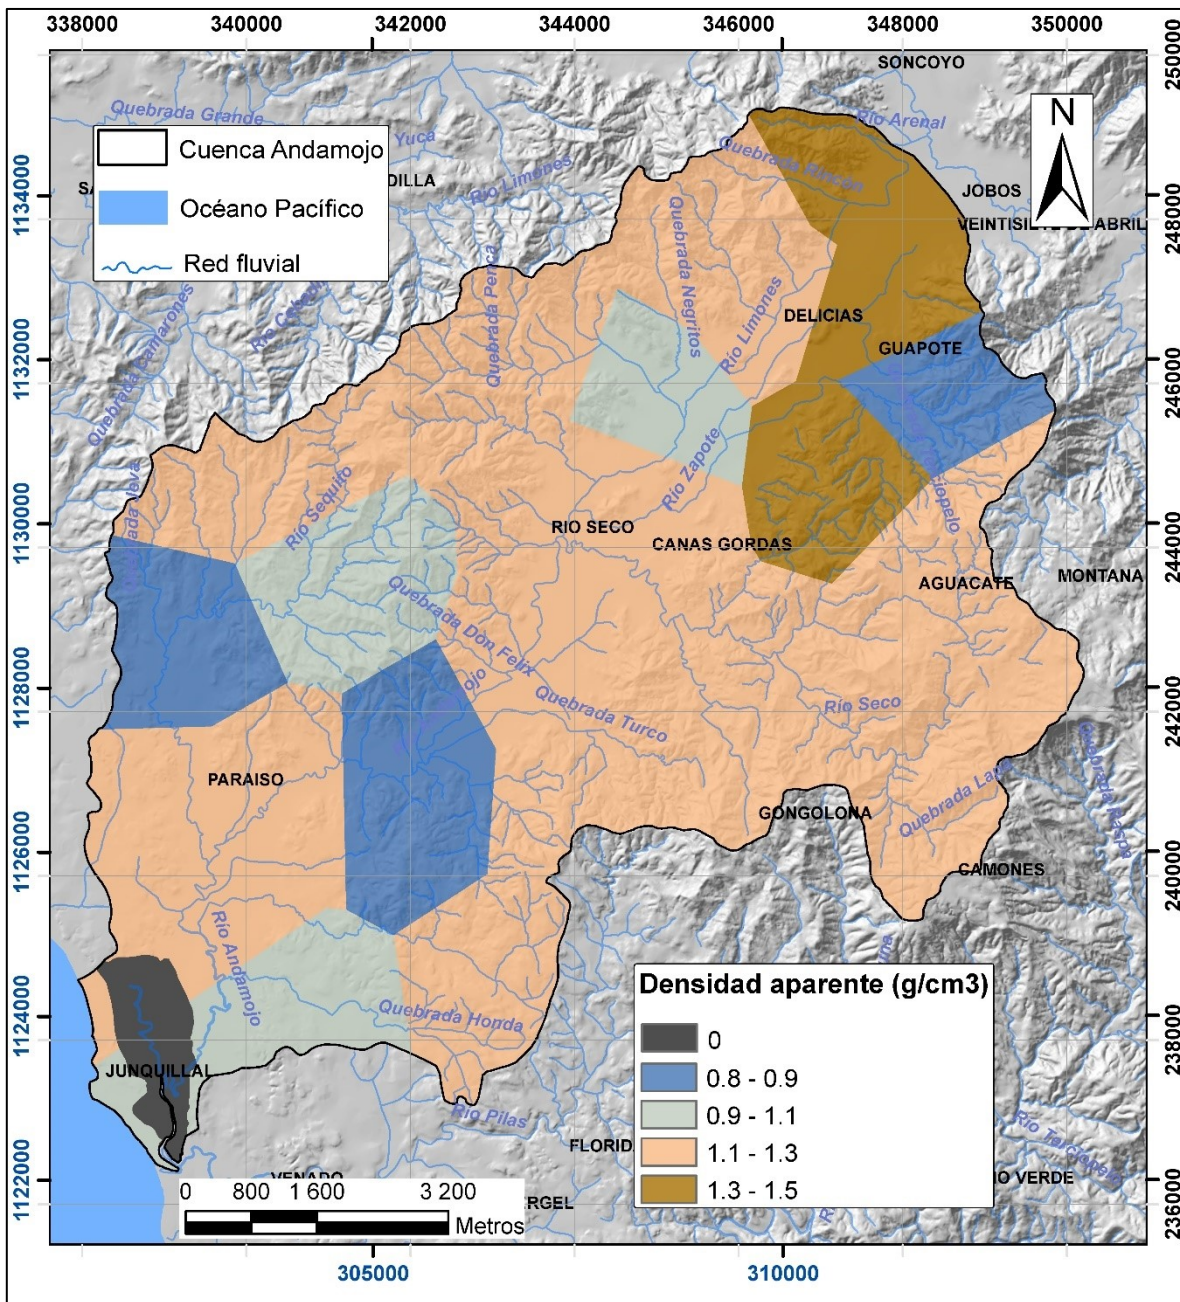 338000 340000 342000 344000 346000 348000 350000
250000
SONCOYO
Quebrada Grande
Río Arenal
Cuenca Andamojo
Yuca
Quebrada Rincón
DILLA
Río Limones
1134000
Océano Pacífico
JOBOS
248000
VEINTISIETE DE ABRIL
Red fluvial
Quebrada Negritos
Quebrada Perica
Quebrada Camarones
Río Limones
DELICIAS
GUAPOTE
1132000
246000
Río Zapote
Río Sequito
1130000
RIO SECO
CANAS GORDAS
244000
AGUACATE
MONTANA
Quebrada Don Felix
1128000
Quebrada Turco
Río Seco
242000
PARAISO
GONGOLONA
1126000
CAMONES
240000
Río Andamojo
Densidad aparente (g/cm3)
1124000
Quebrada Honda
0
238000
JUNQUILLAL
0.8 - 0.9
Río Pilas
0.9 - 1.1
FLORID
1.1 - 1.3
1122000
VENADO
IO VERDE
236000
0 800 1 600 3 200
RGEL
1.3 - 1.5
Metros
305000 310000
N